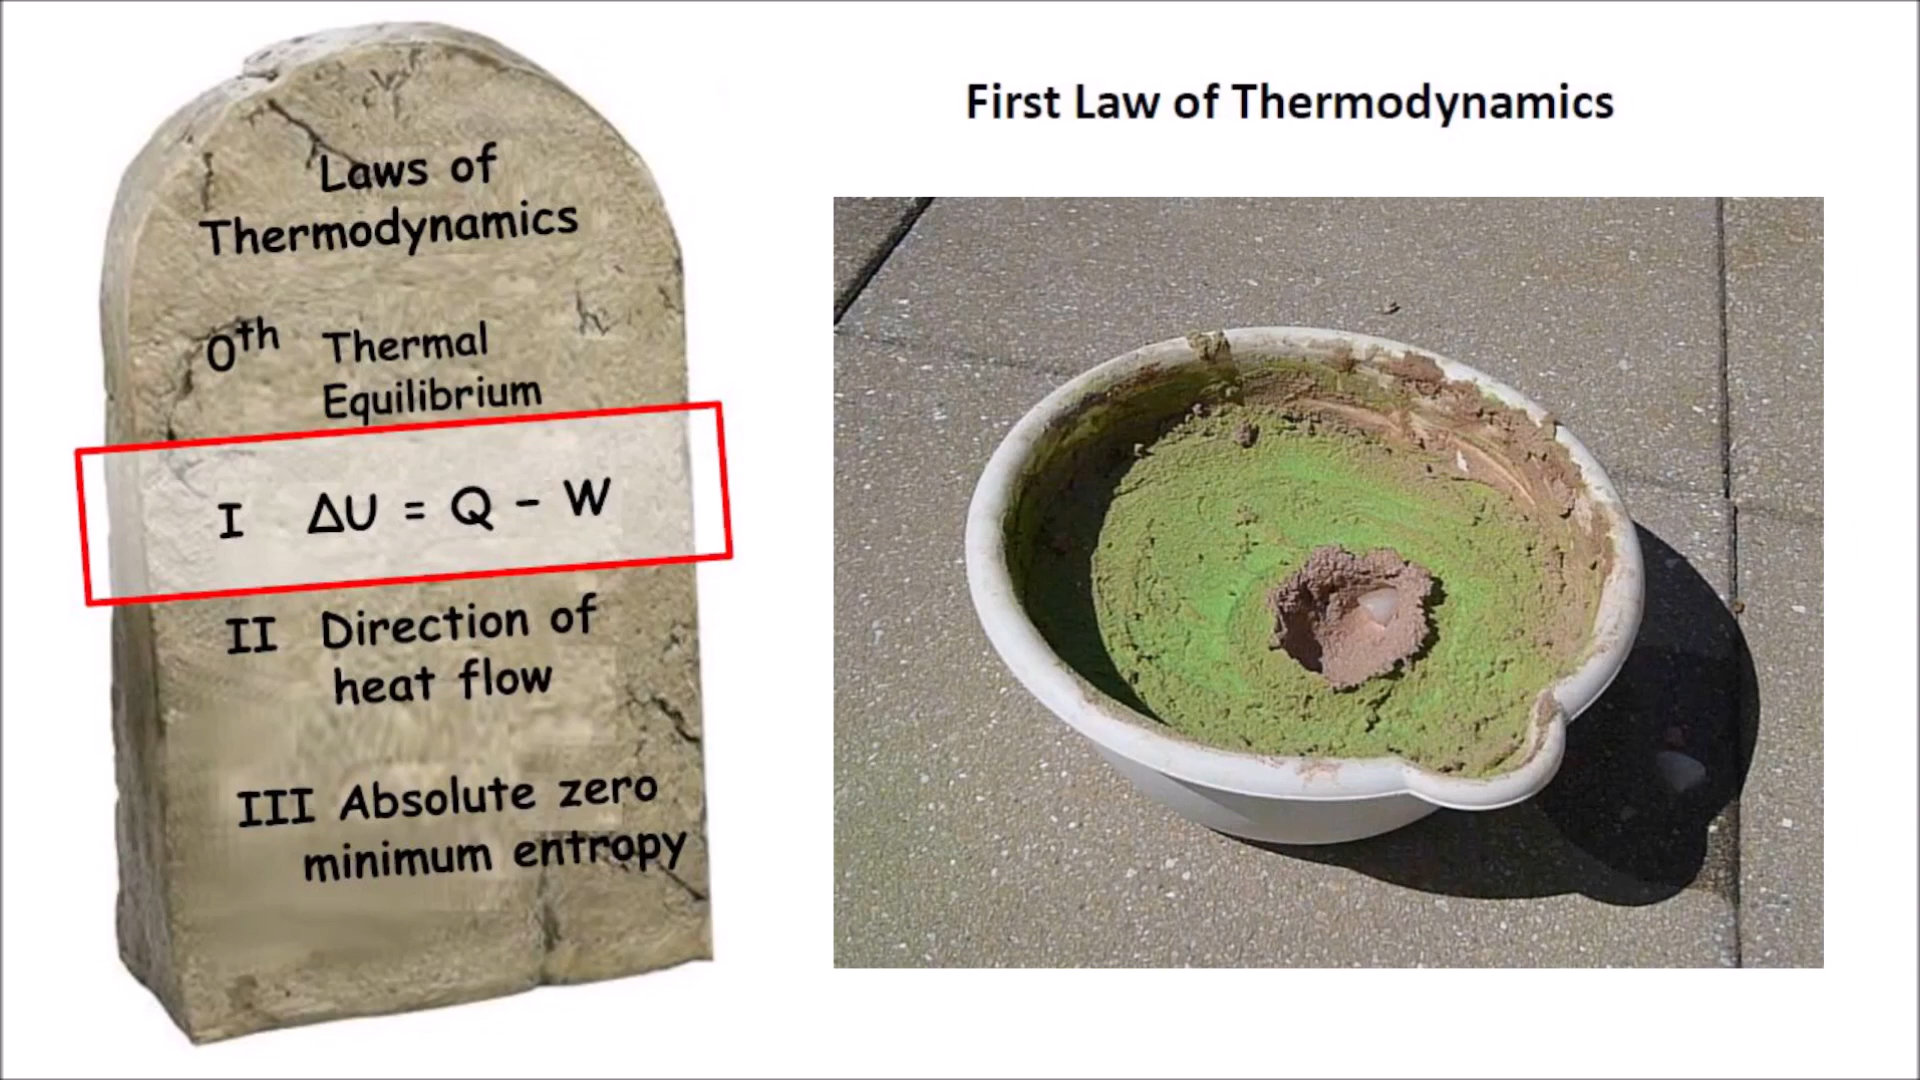 Laws of
Thermodynamics
0th Thermal
Equilibrium
I ΔU = Q - W
II Direction of
heat flow
III Absolute zero
minimum entropy
First Law of Thermodynamics